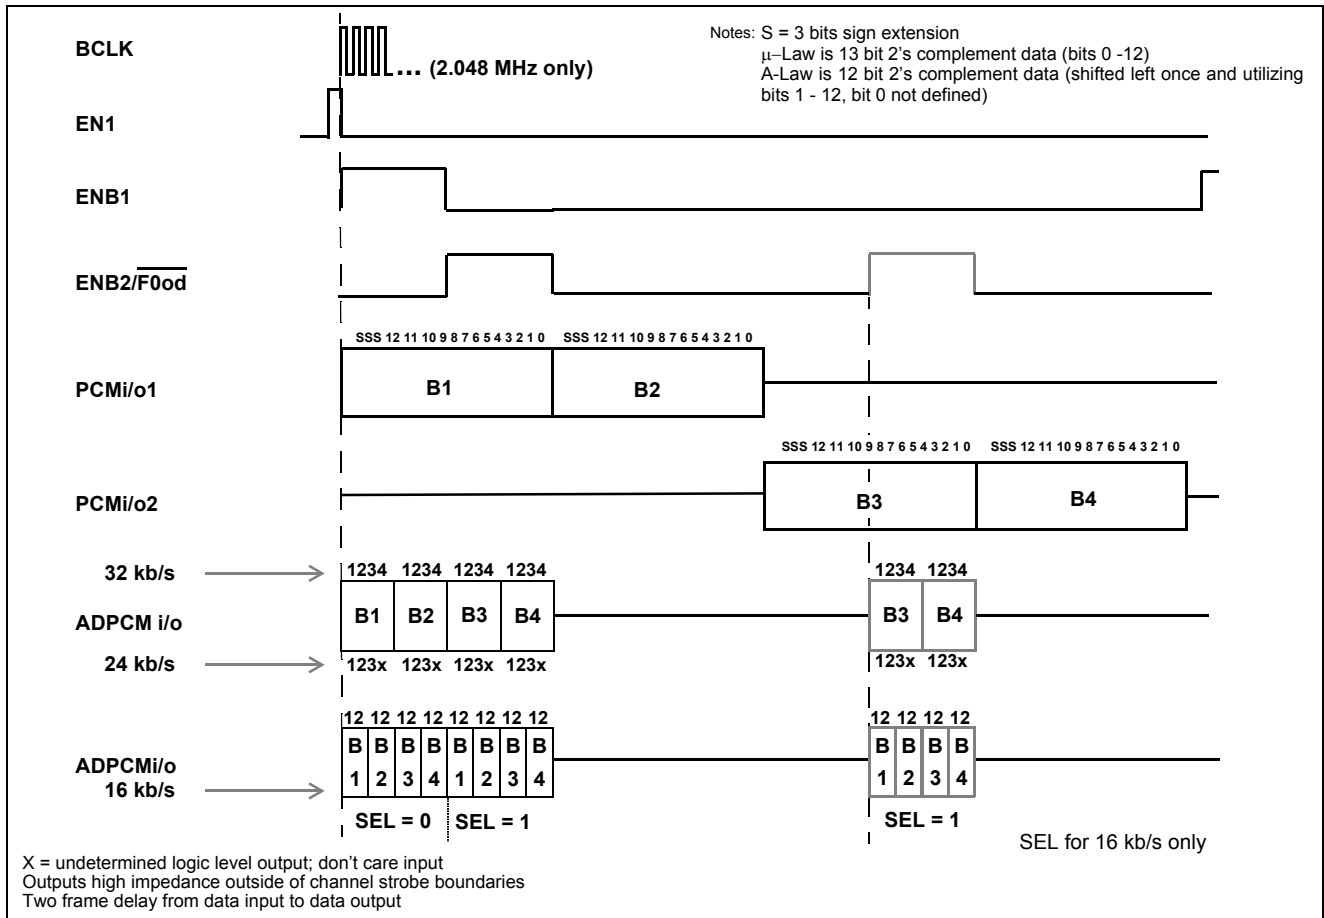 BCLK
... (2.048 MHz only)
Notes: S = 3 bits sign extension
μ–Law is 13 bit 2's complement data (bits 0 -12)
A-Law is 12 bit 2's complement data (shifted left once and utilizing
bits 1 - 12, bit 0 not defined)
EN1
ENB1
ENB2/F0od
SSS 12 11 10 9 8 7 6 5 4 3 2 1 0 SSS 12 11 10 9 8 7 6 5 4 3 2 1 0
PCMi/o1 B1 B2
SSS 12 11 10 9 8 7 6 5 4 3 2 1 0 SSS 12 11 10 9 8 7 6 5 4 3 2 1 0
PCMi/o2 B3 B4
32 kb/s 1234 1234 1234 1234 1234 1234
ADPCM i/o B1 B2 B3 B4 B3 B4
24 kb/s 123x 123x 123x 123x 123x 123x
12 12 12 12 12 12 12 12 12 12 12 12
B B B B B B B B B B B B
ADPCMi/o
1 2 3 4 1 2 3 4 1 2 3 4
16 kb/s
SEL = 0 SEL = 1 SEL = 1
SEL for 16 kb/s only
X = undetermined logic level output; don't care input
Outputs high impedance outside of channel strobe boundaries
Two frame delay from data input to data output